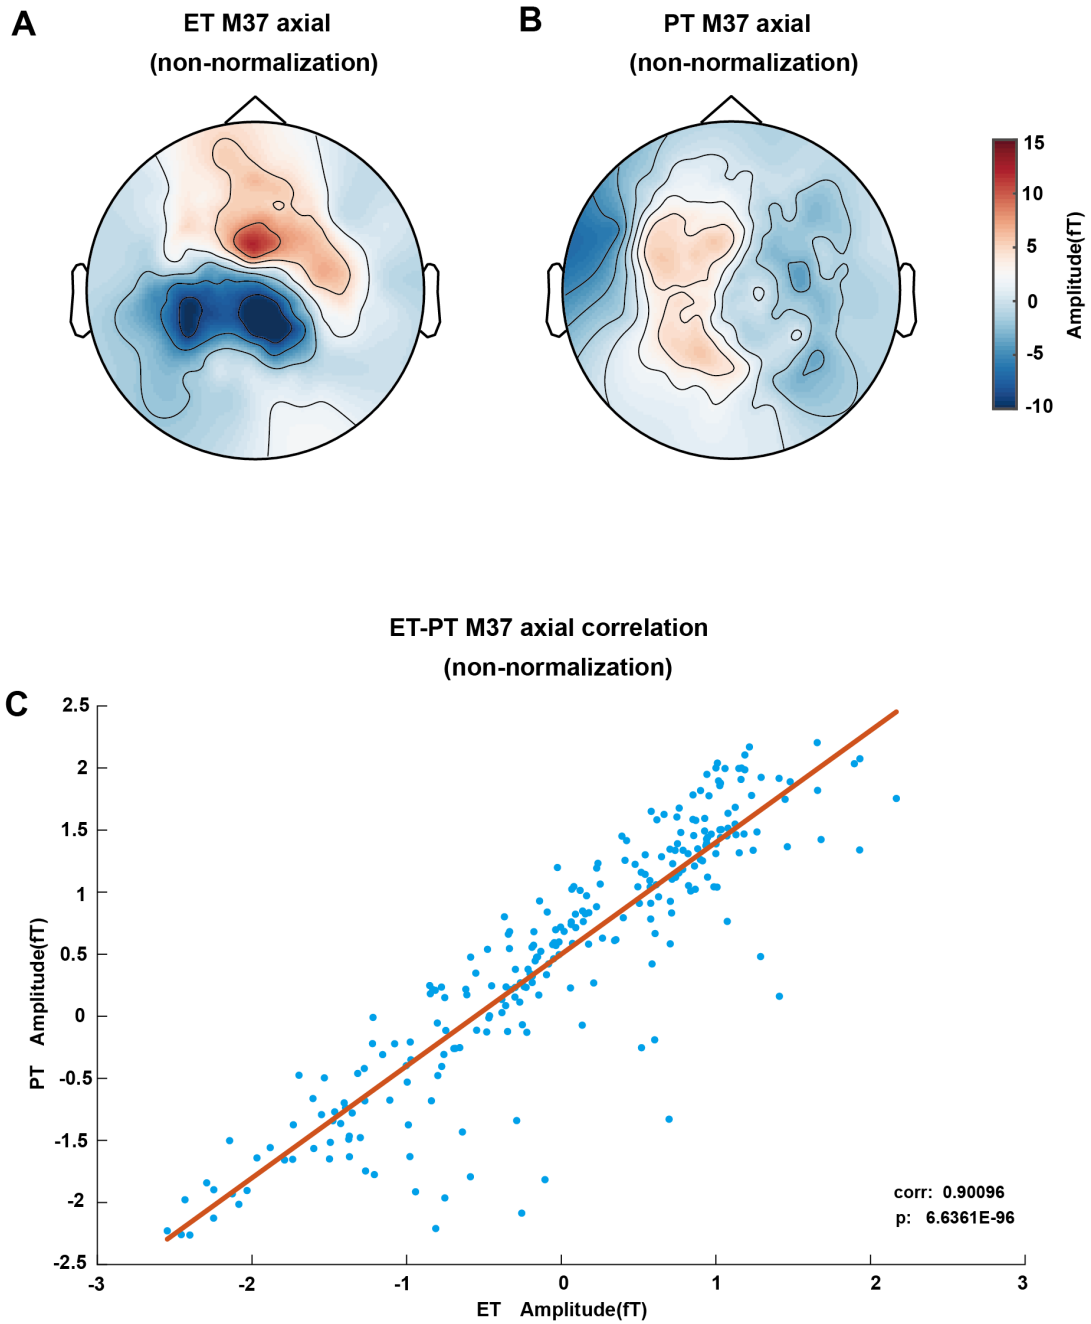 A
ET M37 axial
(non-normalization)
B
PT M37 axial
(non-normalization)
15
10
5
0
-5
-10
Amplitude(fT)
ET-PT M37 axial correlation
(non-normalization)
C
2.5
2
1.5
1
0.5
0
-0.5
-1.5
-2
-2.5
PT Amplitude(fT)
corr: 0.90096
p: 6.6361E-96
-3
-2
-1
0
1
2
3
ET Amplitude(fT)